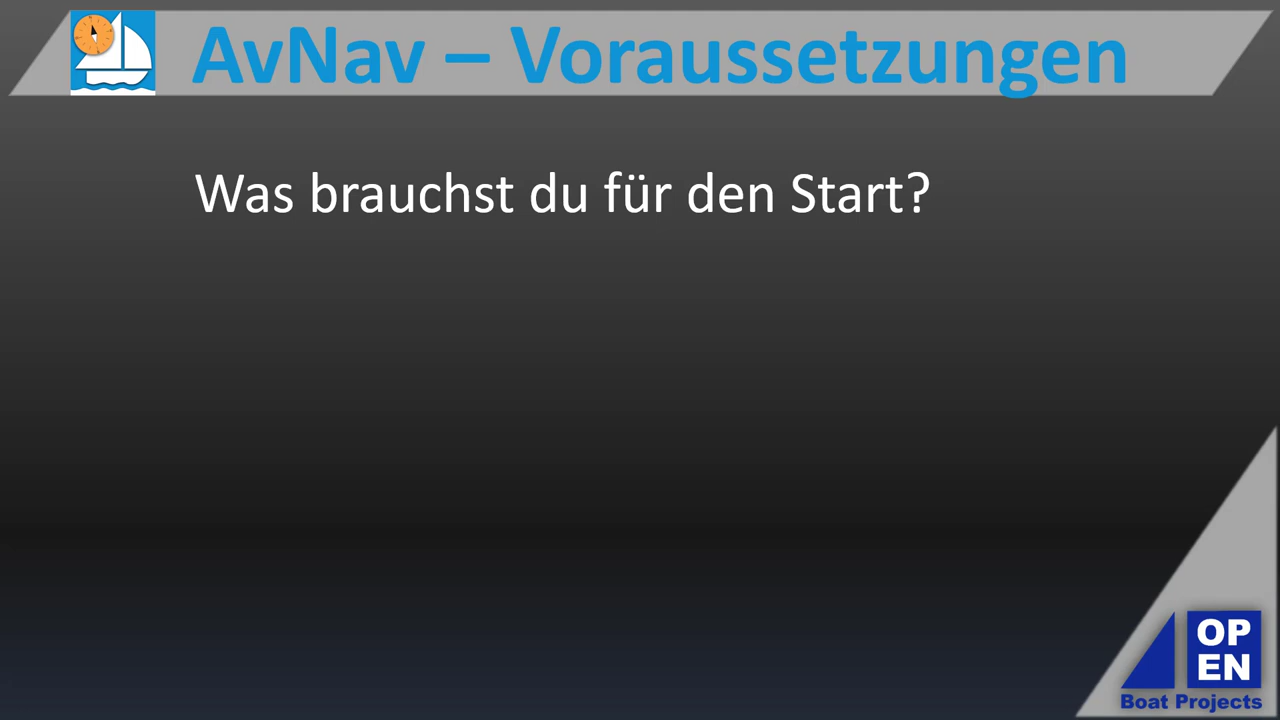 AvNav – Voraussetzungen
Was brauchst du für den Start?
OP
EN
Boat Projects